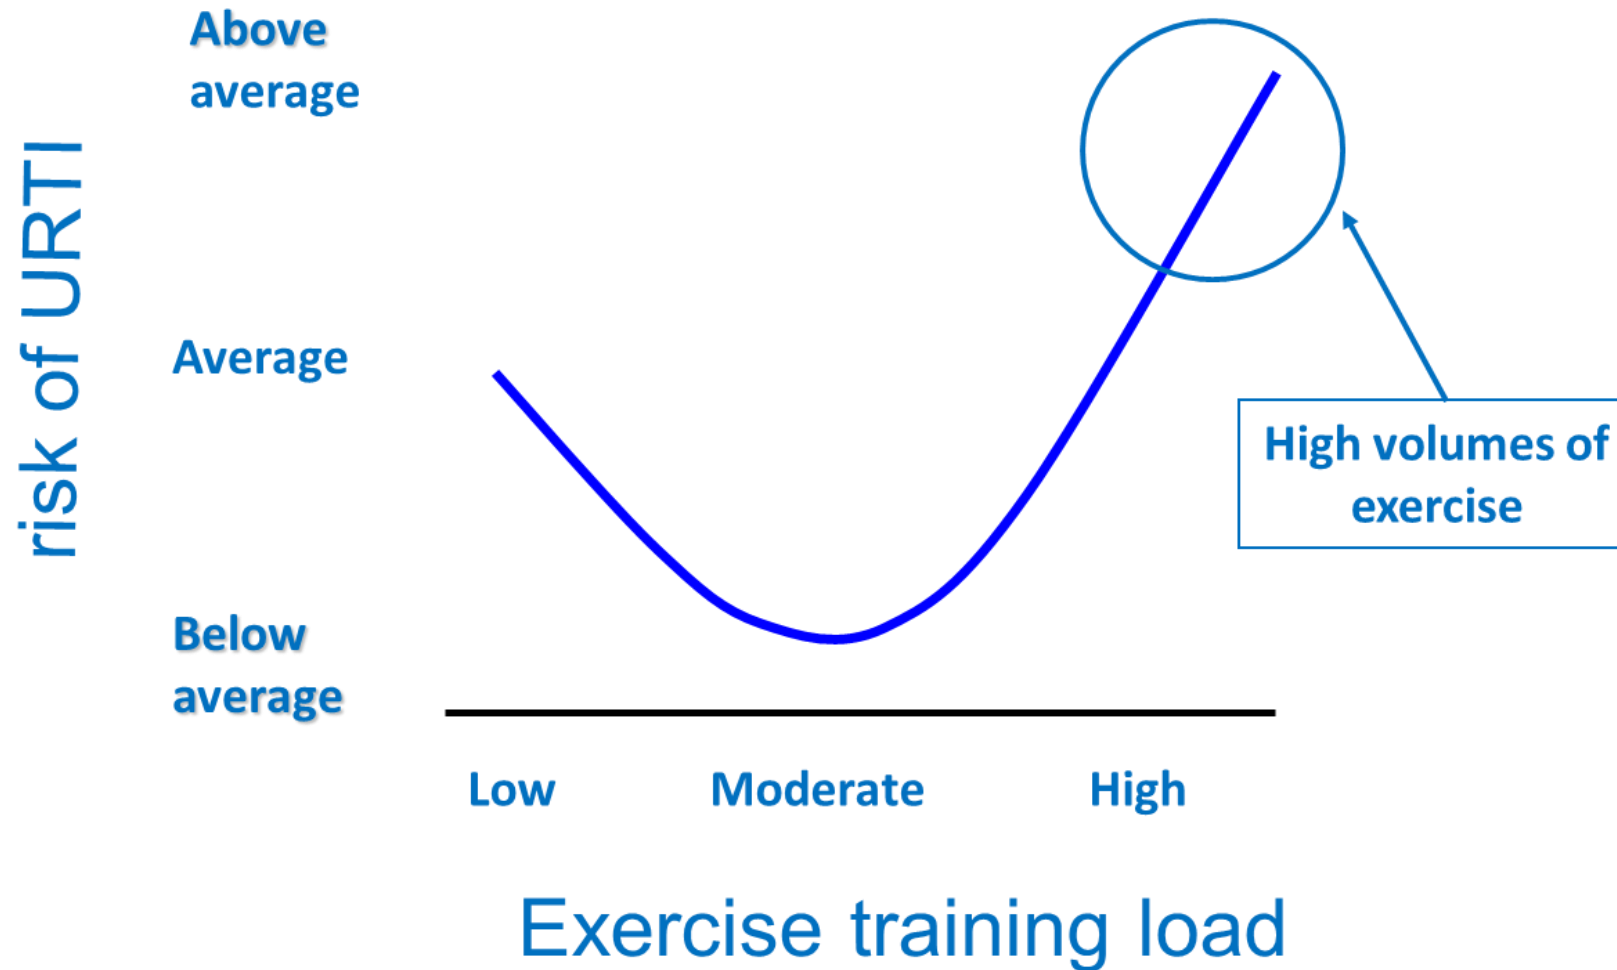 Above
average
risk of URTI
Average
Below
average
High volumes of
exercise
Low Moderate High
Exercise training load